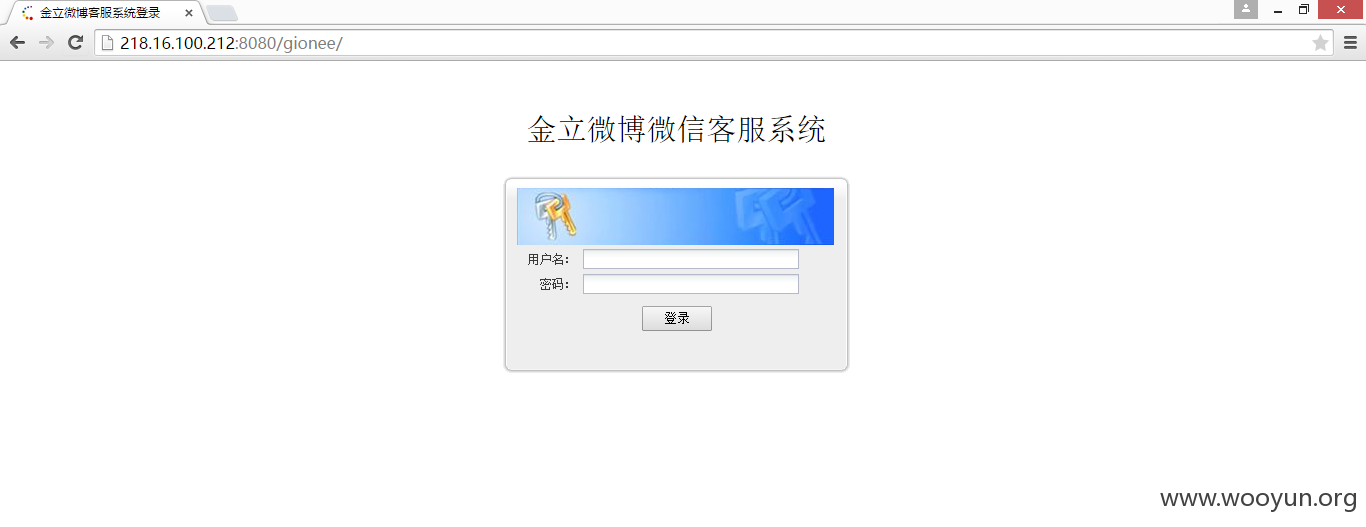 金立微博客服系统登录
218.16.100.212:8080/gionee/
金立微博微信客服系统
用户名：
密码：
登录
www.wooyun.org